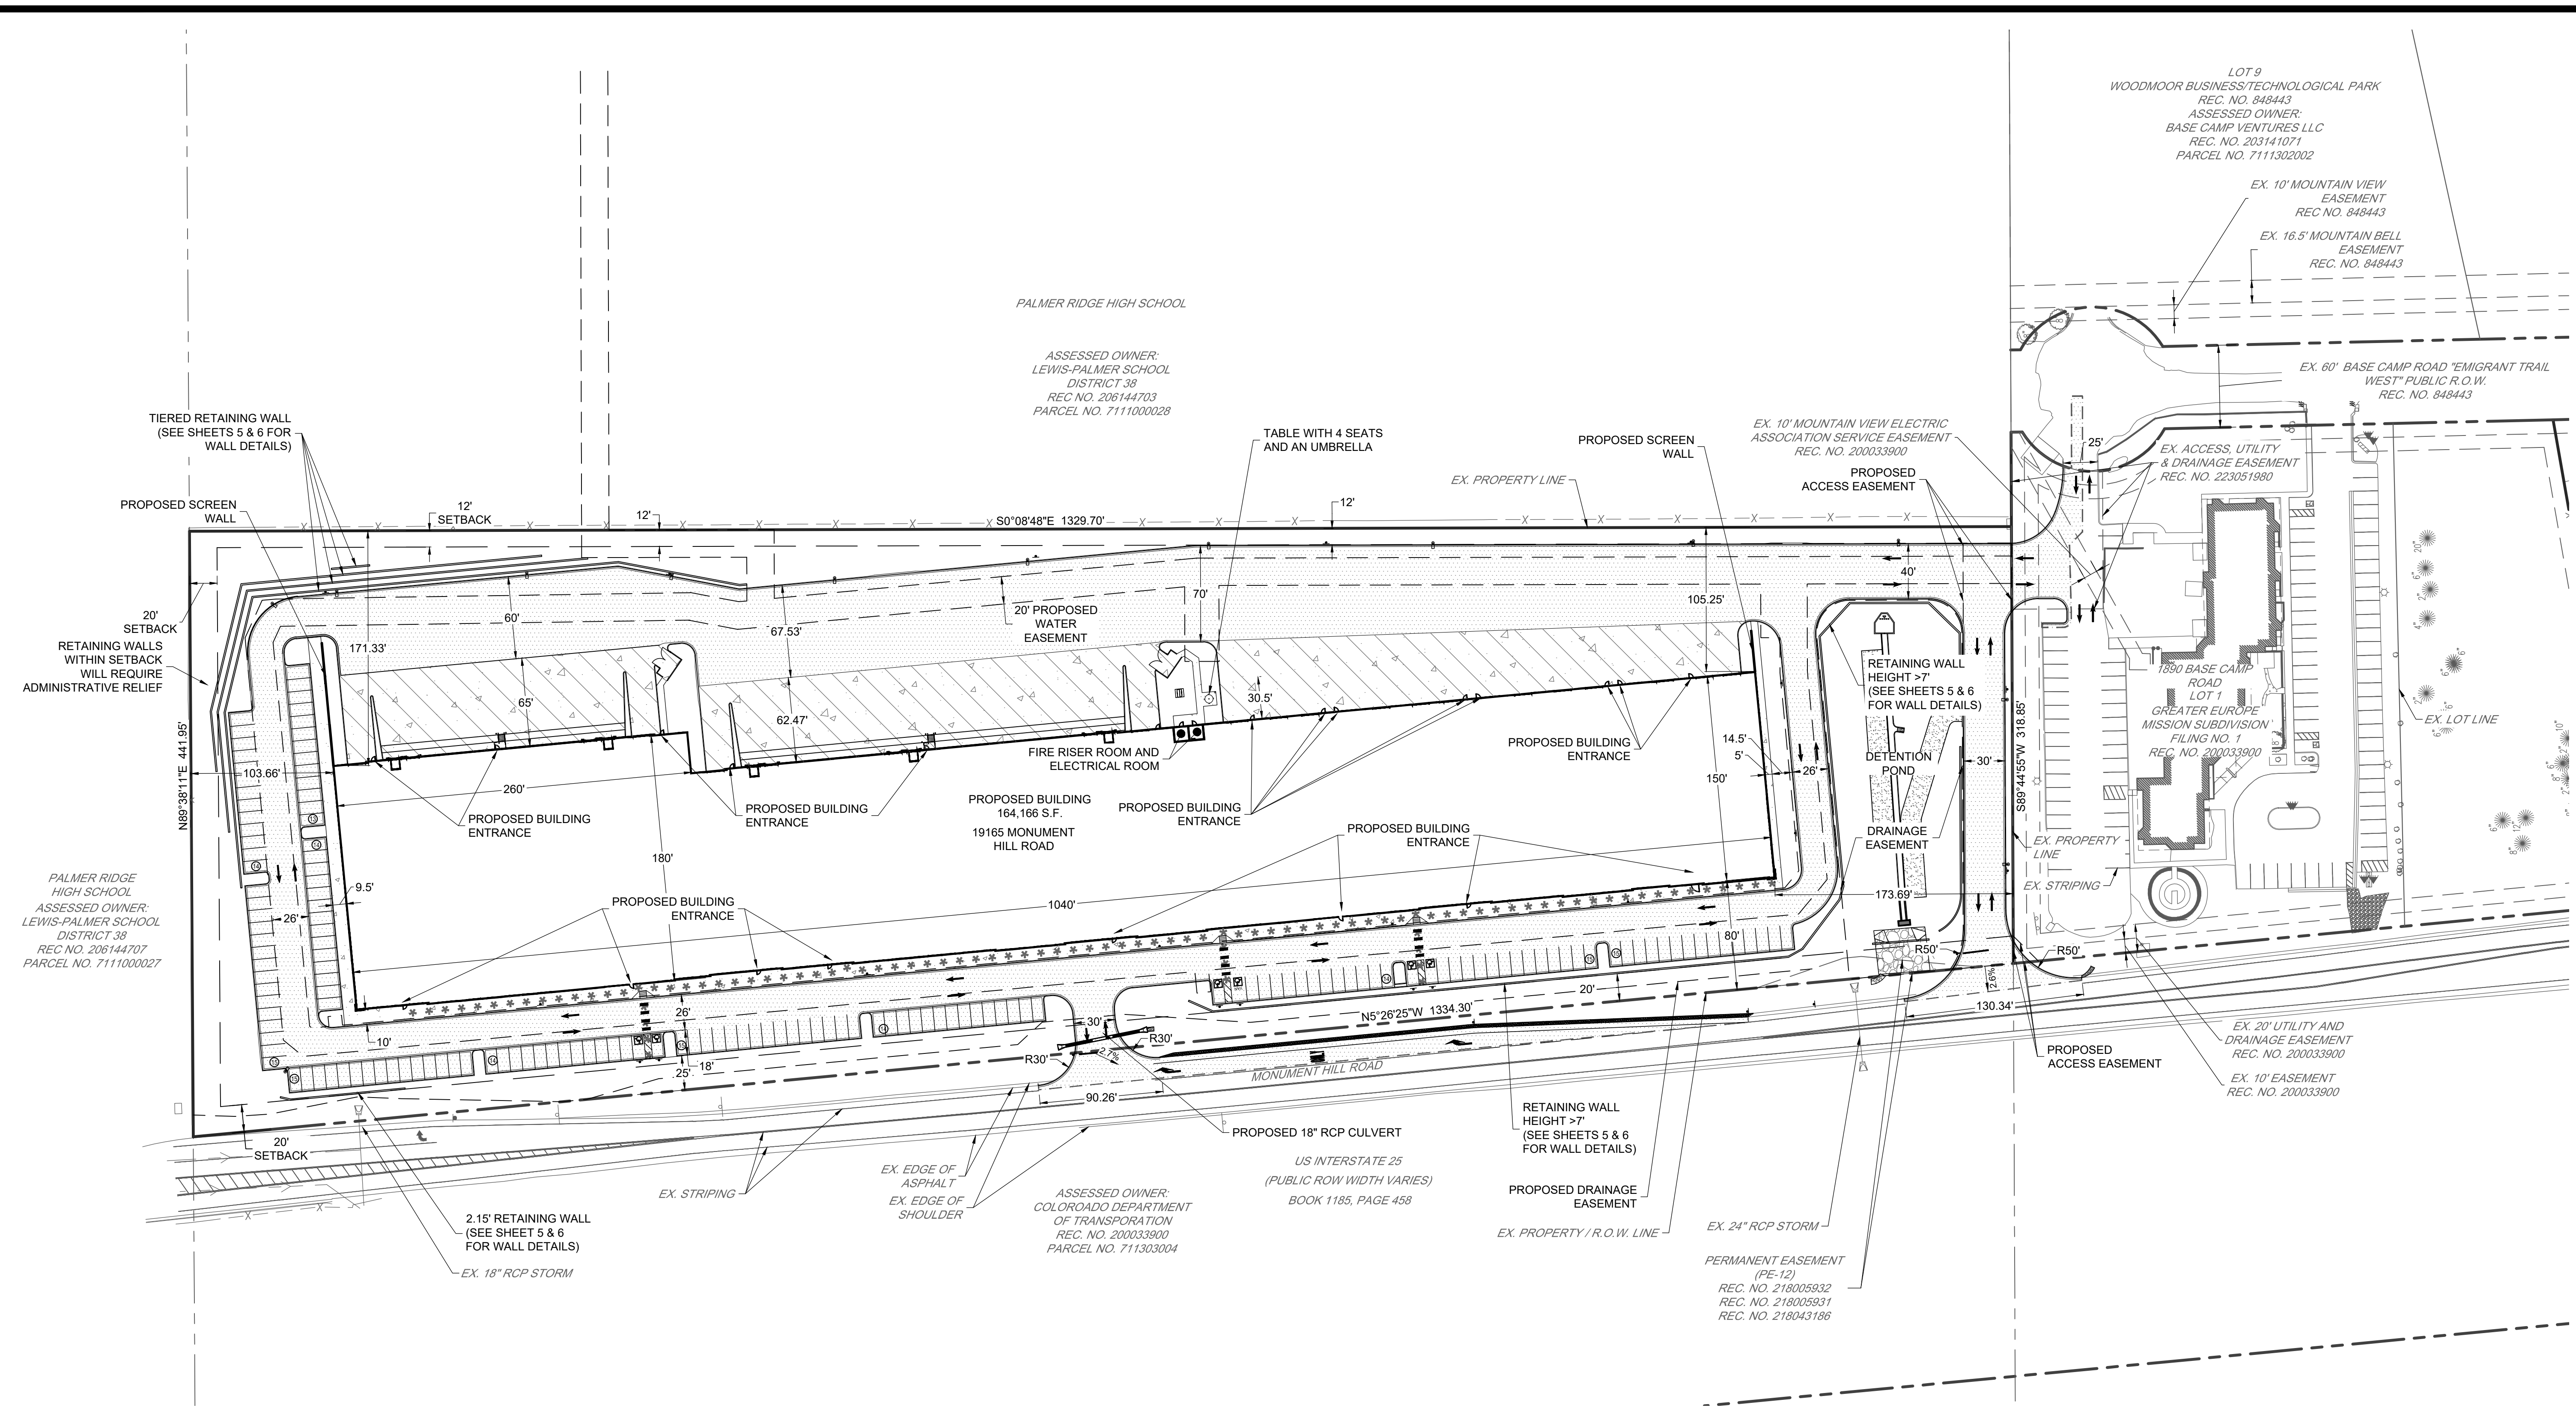 LOT 9
WOODMOOR BUSINESS/TECHNOLOGICAL PARK
REC. NO. 848443
ASSESSED OWNER:
BASE CAMP VENTURES LLC
REC. NO. 203141071
PARCEL NO. 7111302002
EX. 10' MOUNTAIN VIEW
EASEMENT
REC NO. 848443
EX. 16.5' MOUNTAIN BELL
EASEMENT
REC. NO. 848443
PALMER RIDGE HIGH SCHOOL
ASSESSED OWNER:
LEWIS-PALMER SCHOOL
DISTRICT 38
REC NO. 206144703
PARCEL NO. 7111000028
EX. 60' BASE CAMP ROAD "EMIGRANT TRAIL
WEST" PUBLIC R.O.W.
REC. NO. 848443
TIERED RETAINING WALL
(SEE SHEETS 5 & 6 FOR
WALL DETAILS)
TABLE WITH 4 SEATS
AND AN UMBRELLA
PROPOSED SCREEN
WALL
EX. 10' MOUNTAIN VIEW ELECTRIC
ASSOCIATION SERVICE EASEMENT
REC. NO. 200033900
25'
EX. ACCESS, UTILITY
& DRAINAGE EASEMENT
REC. NO. 223051980
PROPOSED
ACCESS EASEMENT
EX. PROPERTY LINE
PROPOSED SCREEN
WALL
12'
SETBACK
12'
S0°08'48"E 1329.70'
12'
20'
SETBACK
RETAINING WALLS
WITHIN SETBACK
WILL REQUIRE
ADMINISTRATIVE RELIEF
171.33'
60'
67.53'
20' PROPOSED
WATER
EASEMENT
70'
105.25'
40'
65'
62.47'
30.5'
RETAINING WALL
HEIGHT >7'
(SEE SHEETS 5 & 6
FOR WALL DETAILS)
1890 BASE CAMP
ROAD
LOT 1
GREATER EUROPE
MISSION SUBDIVISION
FILING NO. 1
REC. NO. 200033900
EX. LOT LINE
N89°38'11"E 441.95'
103.66'
260'
FIRE RISER ROOM AND
ELECTRICAL ROOM
PROPOSED BUILDING
ENTRANCE
14.5'
5'
26'
150'
DETENTION
POND
30'
S89°44'55"W 318.85'
PROPOSED BUILDING
ENTRANCE
PROPOSED BUILDING
ENTRANCE
PROPOSED BUILDING
164,166 S.F.
19165 MONUMENT
HILL ROAD
PROPOSED BUILDING
ENTRANCE
PROPOSED BUILDING
ENTRANCE
DRAINAGE
EASEMENT
EX. PROPERTY
LINE
EX. STRIPING
180'
9.5'
26'
PROPOSED BUILDING
ENTRANCE
1040'
173.69'
80'
PALMER RIDGE
HIGH SCHOOL
ASSESSED OWNER:
LEWIS-PALMER SCHOOL
DISTRICT 38
REC NO. 206144707
PARCEL NO. 7111000027
R50'
R50'
2.6%
130.34'
20'
N5°26'25"W 1334.30'
26'
10'
18'
25'
30'
R30'
R30'
2.7%
90.26'
MONUMENT HILL ROAD
20'
SETBACK
PROPOSED 18" RCP CULVERT
RETAINING WALL
HEIGHT >7'
(SEE SHEETS 5 & 6
FOR WALL DETAILS)
PROPOSED
ACCESS EASEMENT
EX. 20' UTILITY AND
DRAINAGE EASEMENT
REC. NO. 200033900
EX. 10' EASEMENT
REC. NO. 200033900
EX. STRIPING
EX. EDGE OF
ASPHALT
EX. EDGE OF
SHOULDER
ASSESSED OWNER:
COLOROADO DEPARTMENT
OF TRANSPORATION
REC. NO. 200033900
PARCEL NO. 711303004
US INTERSTATE 25
(PUBLIC ROW WIDTH VARIES)
BOOK 1185, PAGE 458
PROPOSED DRAINAGE
EASEMENT
EX. PROPERTY / R.O.W. LINE
EX. 24" RCP STORM
PERMANENT EASEMENT
(PE-12)
REC. NO. 218005932
REC. NO. 218005931
REC. NO. 218043186
2.15' RETAINING WALL
(SEE SHEET 5 & 6
FOR WALL DETAILS)
EX. 18" RCP STORM